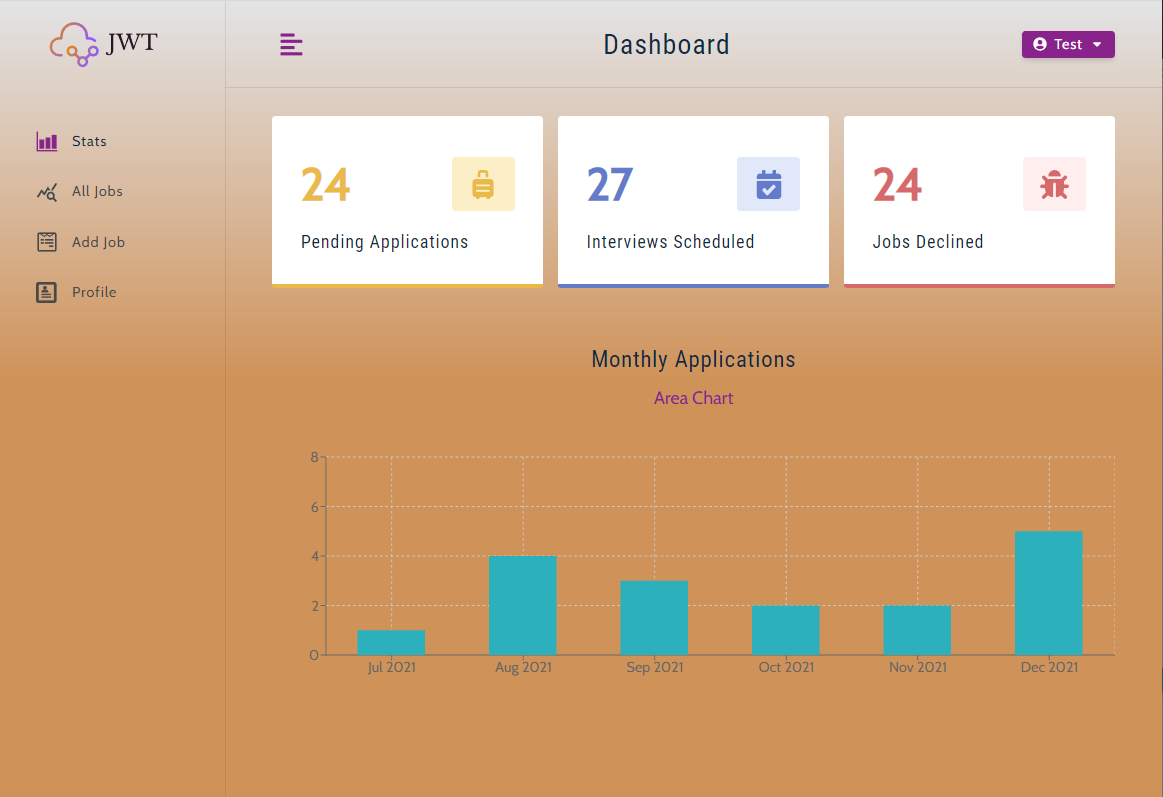 JWT
Dashboard
Test
Stats
All Jobs
Add Job
Profile
24
Pending Applications
27
Interviews Scheduled
24
Jobs Declined
Monthly Applications
Area Chart
8
6
4
2
0
Jul 2021 Aug 2021 Sep 2021 Oct 2021 Nov 2021 Dec 2021